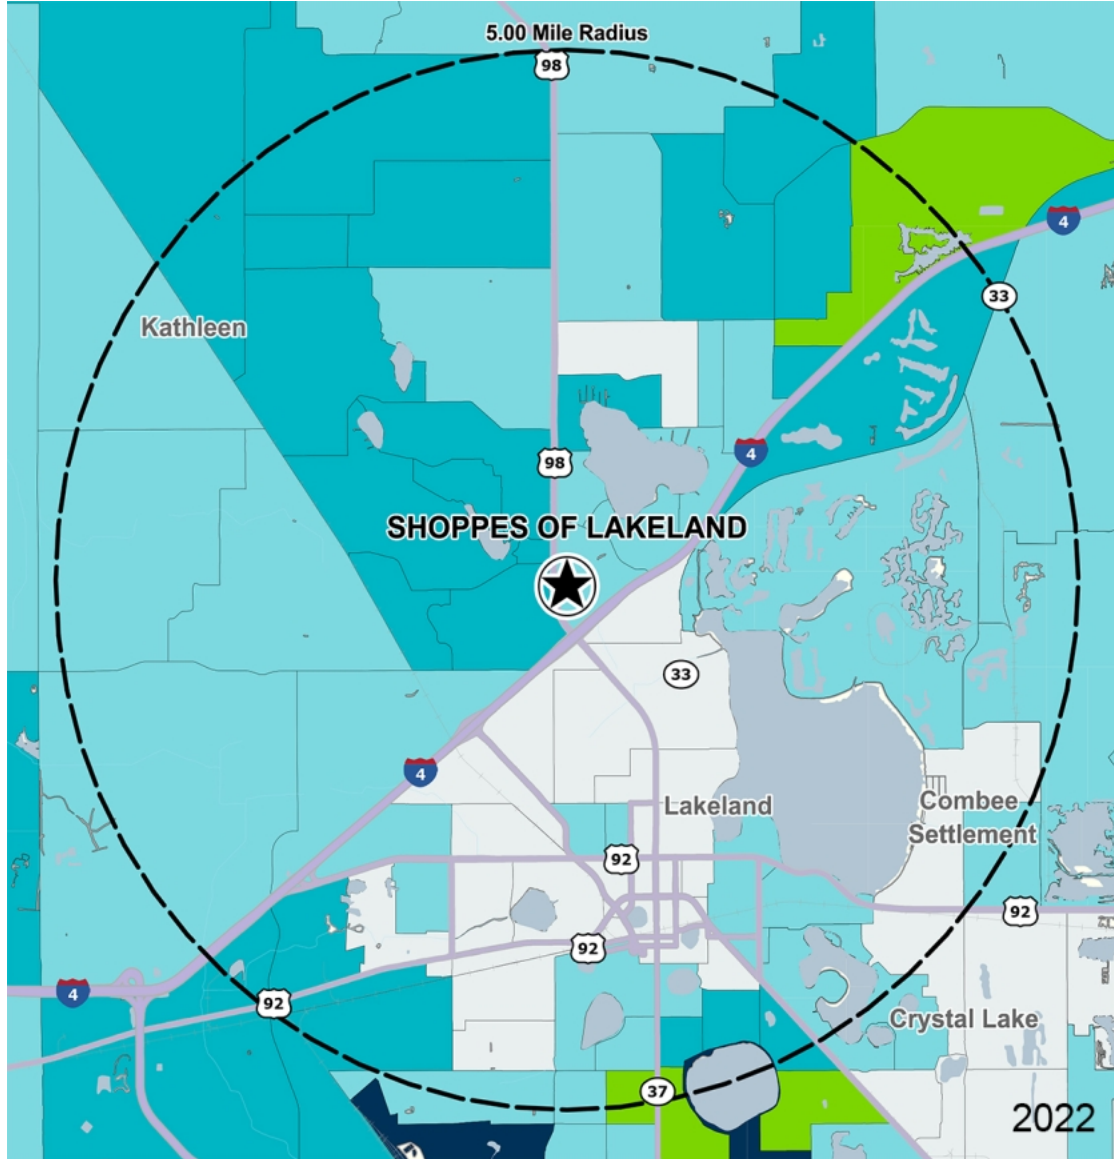 5.00 Mile Radius
98
4
33
Kathleen
4
98
SHOPPES OF LAKELAND
33
4
Lakeland
Combee
Settlement
92
92
92
4
92
Crystal Lake
37
2022